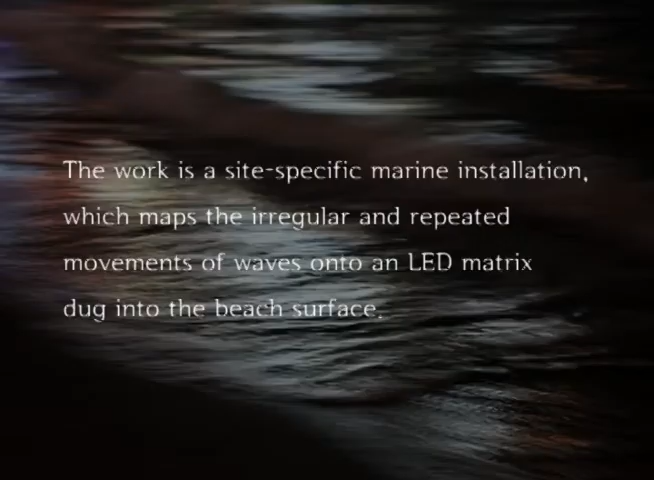 The work is a site-specific marine installation,
which maps the irregular and repeated
movements of waves onto an LED matrix
dug into the beach surface.